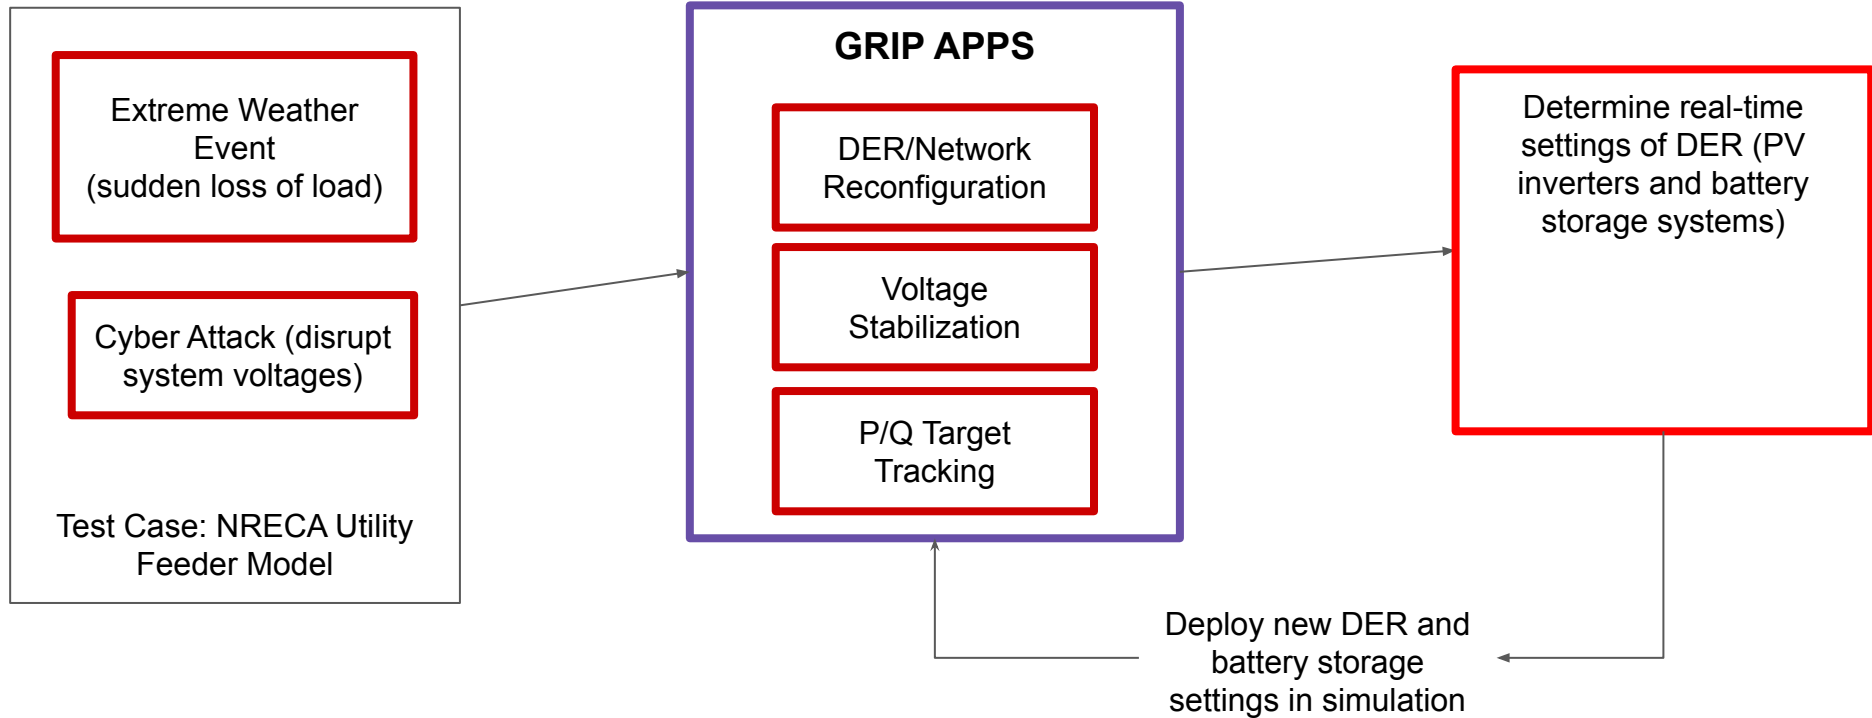 Extreme Weather
Event
(sudden loss of load)
Cyber Attack (disrupt
system voltages)
Test Case: NRECA Utility
Feeder Model
GRIP APPS
DER/Network
Reconfiguration
Voltage
Stabilization
P/Q Target
Tracking
Determine real-time
settings of DER (PV
inverters and battery
storage systems)
Deploy new DER and
battery storage
settings in simulation